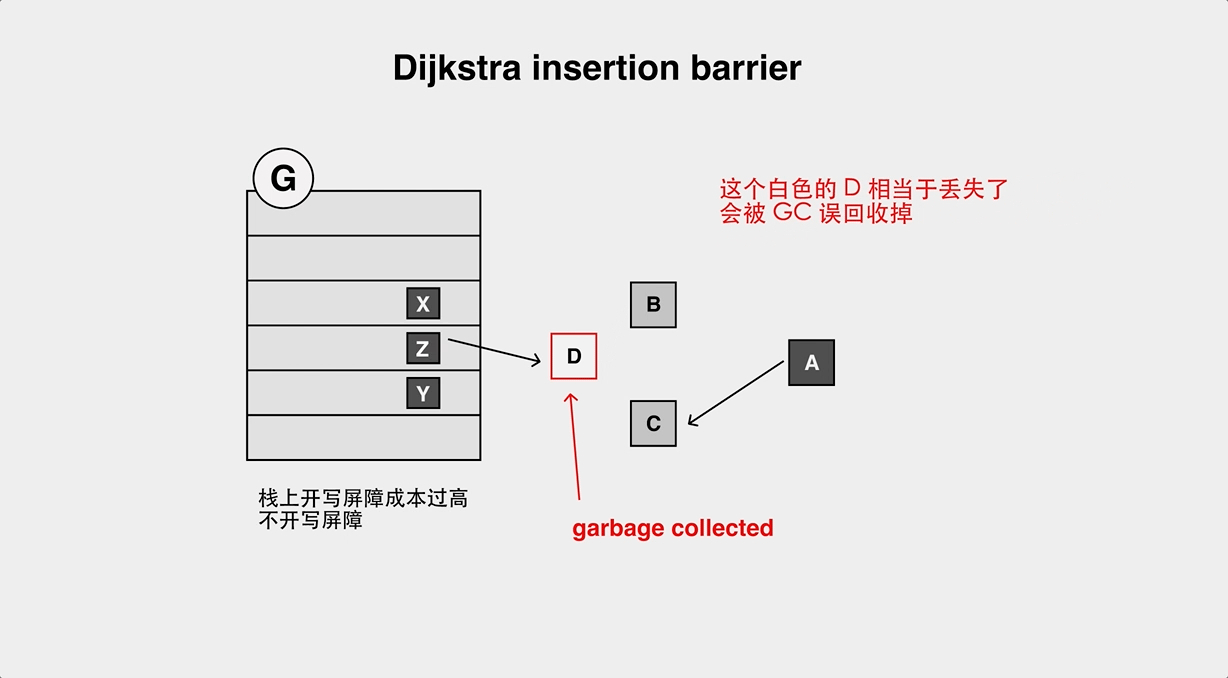 Dijkstra insertion barrier
G
这个白色的 D 相当于丢失了
会被 GC 误回收掉
X
B
Z
D
A
Y
C
栈上开写屏障成本过高
不开写屏障
garbage collected